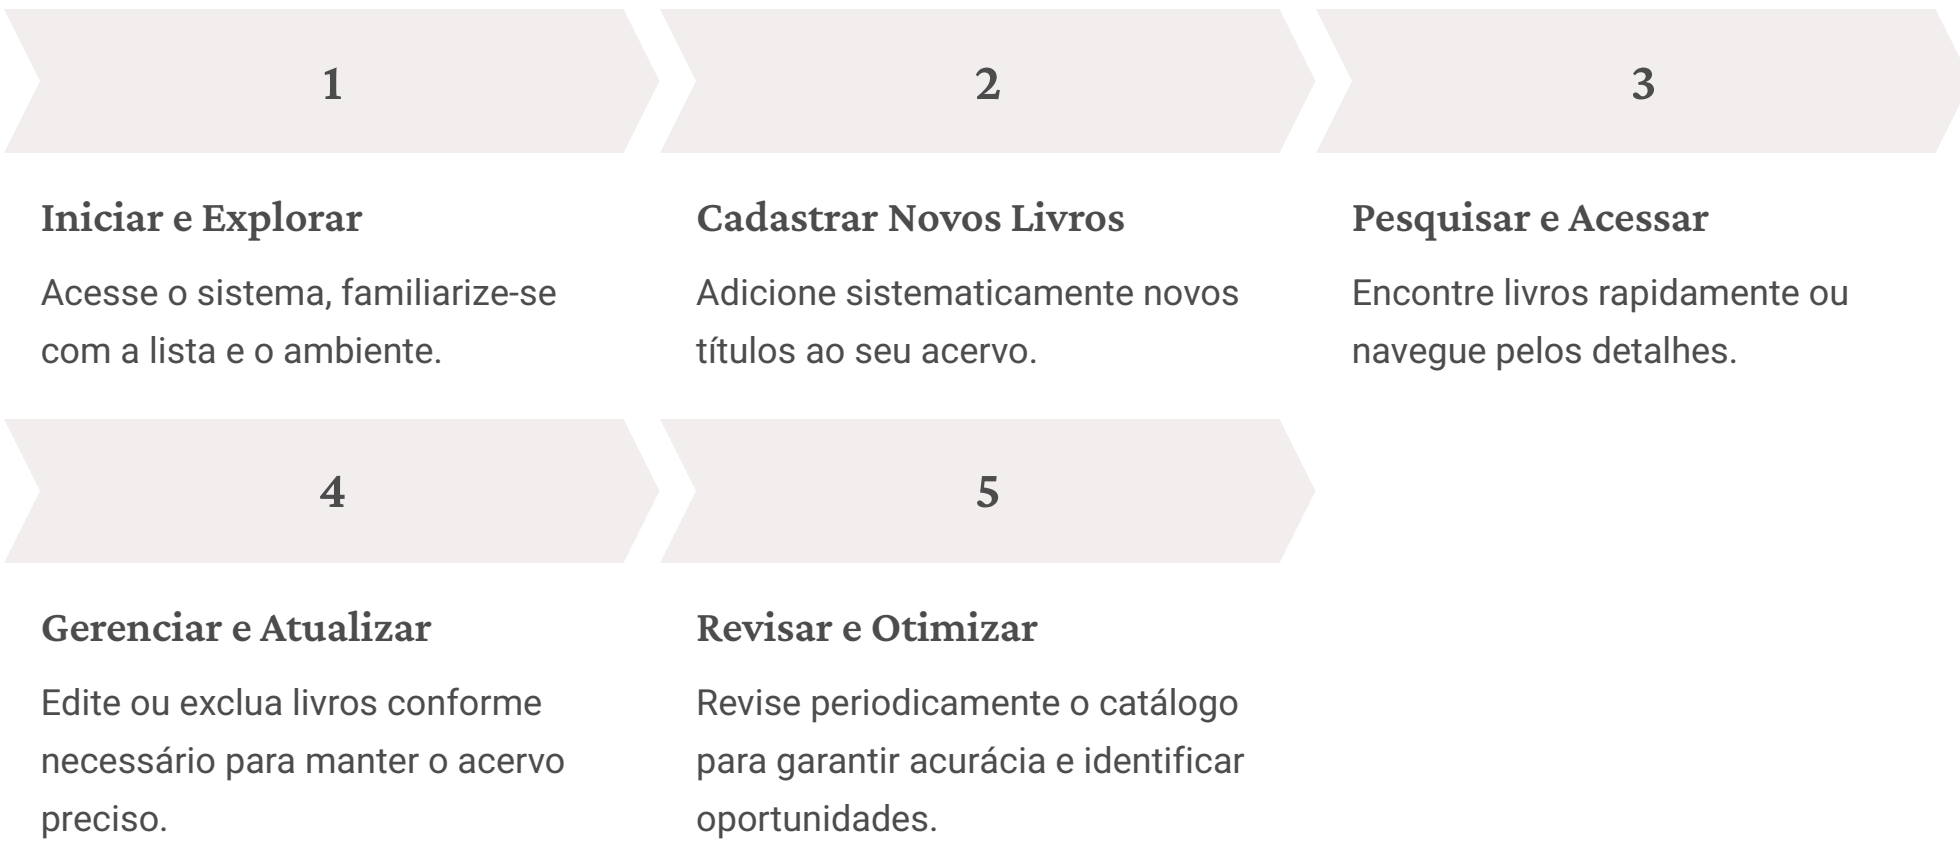 1
Iniciar e Explorar
Acesse o sistema, familiarize-se
com a lista e o ambiente.
2
Cadastrar Novos Livros
Adicione sistematicamente novos
títulos ao seu acervo.
3
Pesquisar e Acessar
Encontre livros rapidamente ou
navegue pelos detalhes.
4
Gerenciar e Atualizar
Edite ou exclua livros conforme
necessário para manter o acervo
preciso.
5
Revisar e Otimizar
Revise periodicamente o catálogo
para garantir acurácia e identificar
oportunidades.